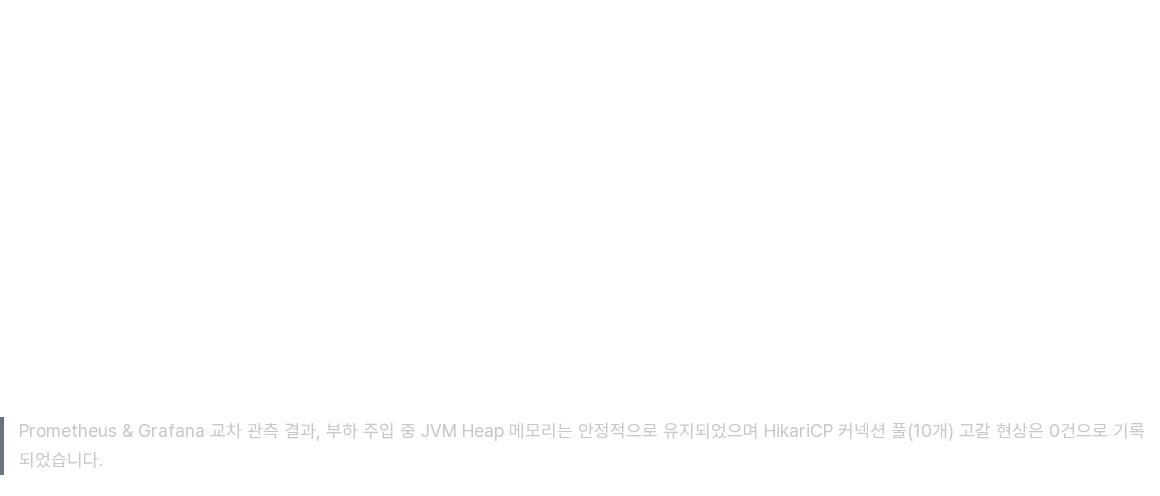 Prometheus & Grafana 교차 관측 결과, 부하 주입 중 JVM Heap 메모리는 안정적으로 유지되었으며 HikariCP 커넥션 풀(10개) 고갈 현상은 0건으로 기록
되었습니다.